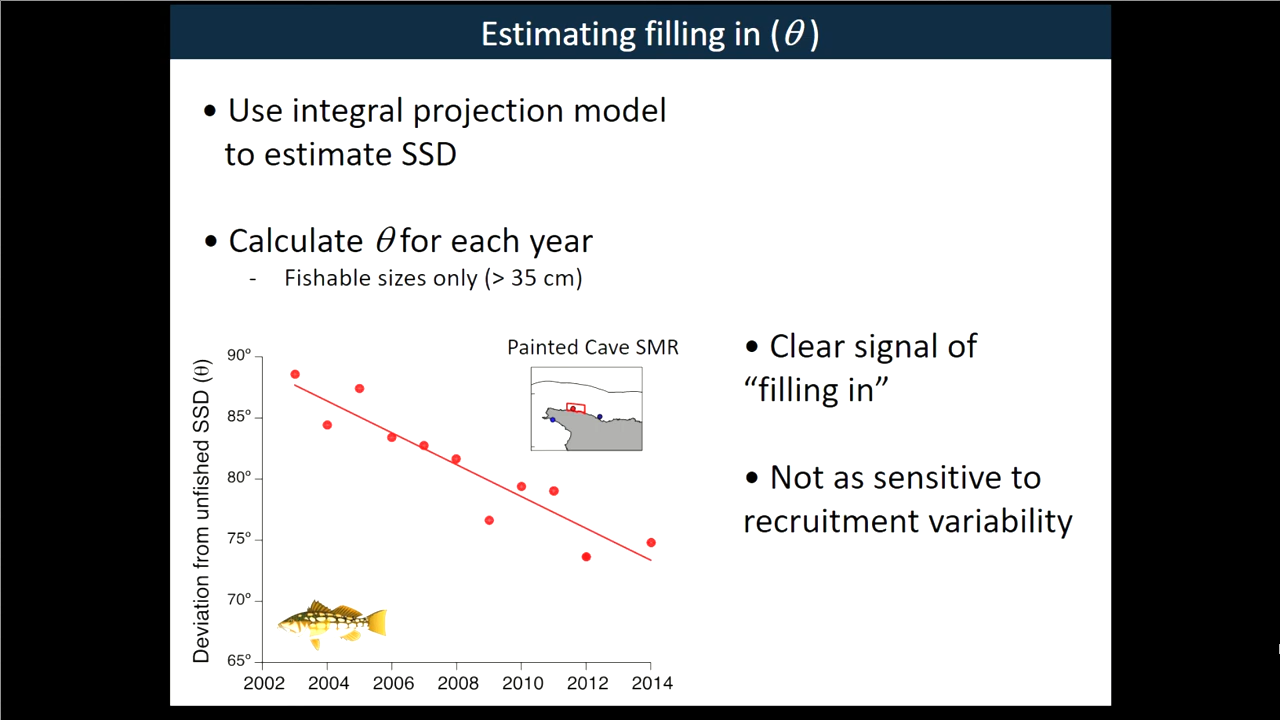 Estimating filling in (θ)
• Use integral projection model
to estimate SSD
• Calculate θ for each year
- Fishable sizes only (> 35 cm)
Painted Cave SMR
Deviation from unfished SSD (θ)
90°
85°
80°
75°
70°
65°
2002 2004 2006 2008 2010 2012 2014
• Clear signal of
“filling in”
• Not as sensitive to
recruitment variability